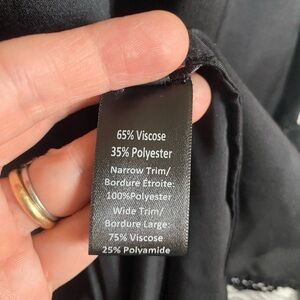 65% Viscose
35% Polyester
Narrow Trim/
Bordure Étroite:
100%Polyester
Wide Trim/
Bordure Large:
75% Viscose
25% Polyamide